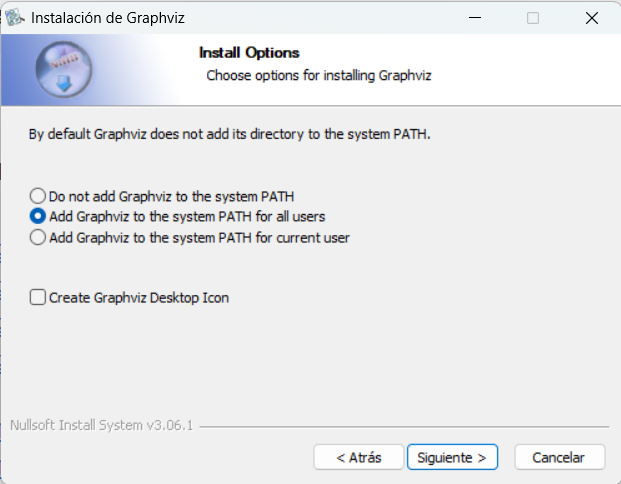 Instalación de Graphviz
Install Options
Choose options for installing Graphviz
By default Graphviz does not add its directory to the system PATH.
Do not add Graphviz to the system PATH
Add Graphviz to the system PATH for all users
Add Graphviz to the system PATH for current user
Create Graphviz Desktop Icon
Nullsoft Install System v3.06.1
< Atrás
Siguiente >
Cancelar